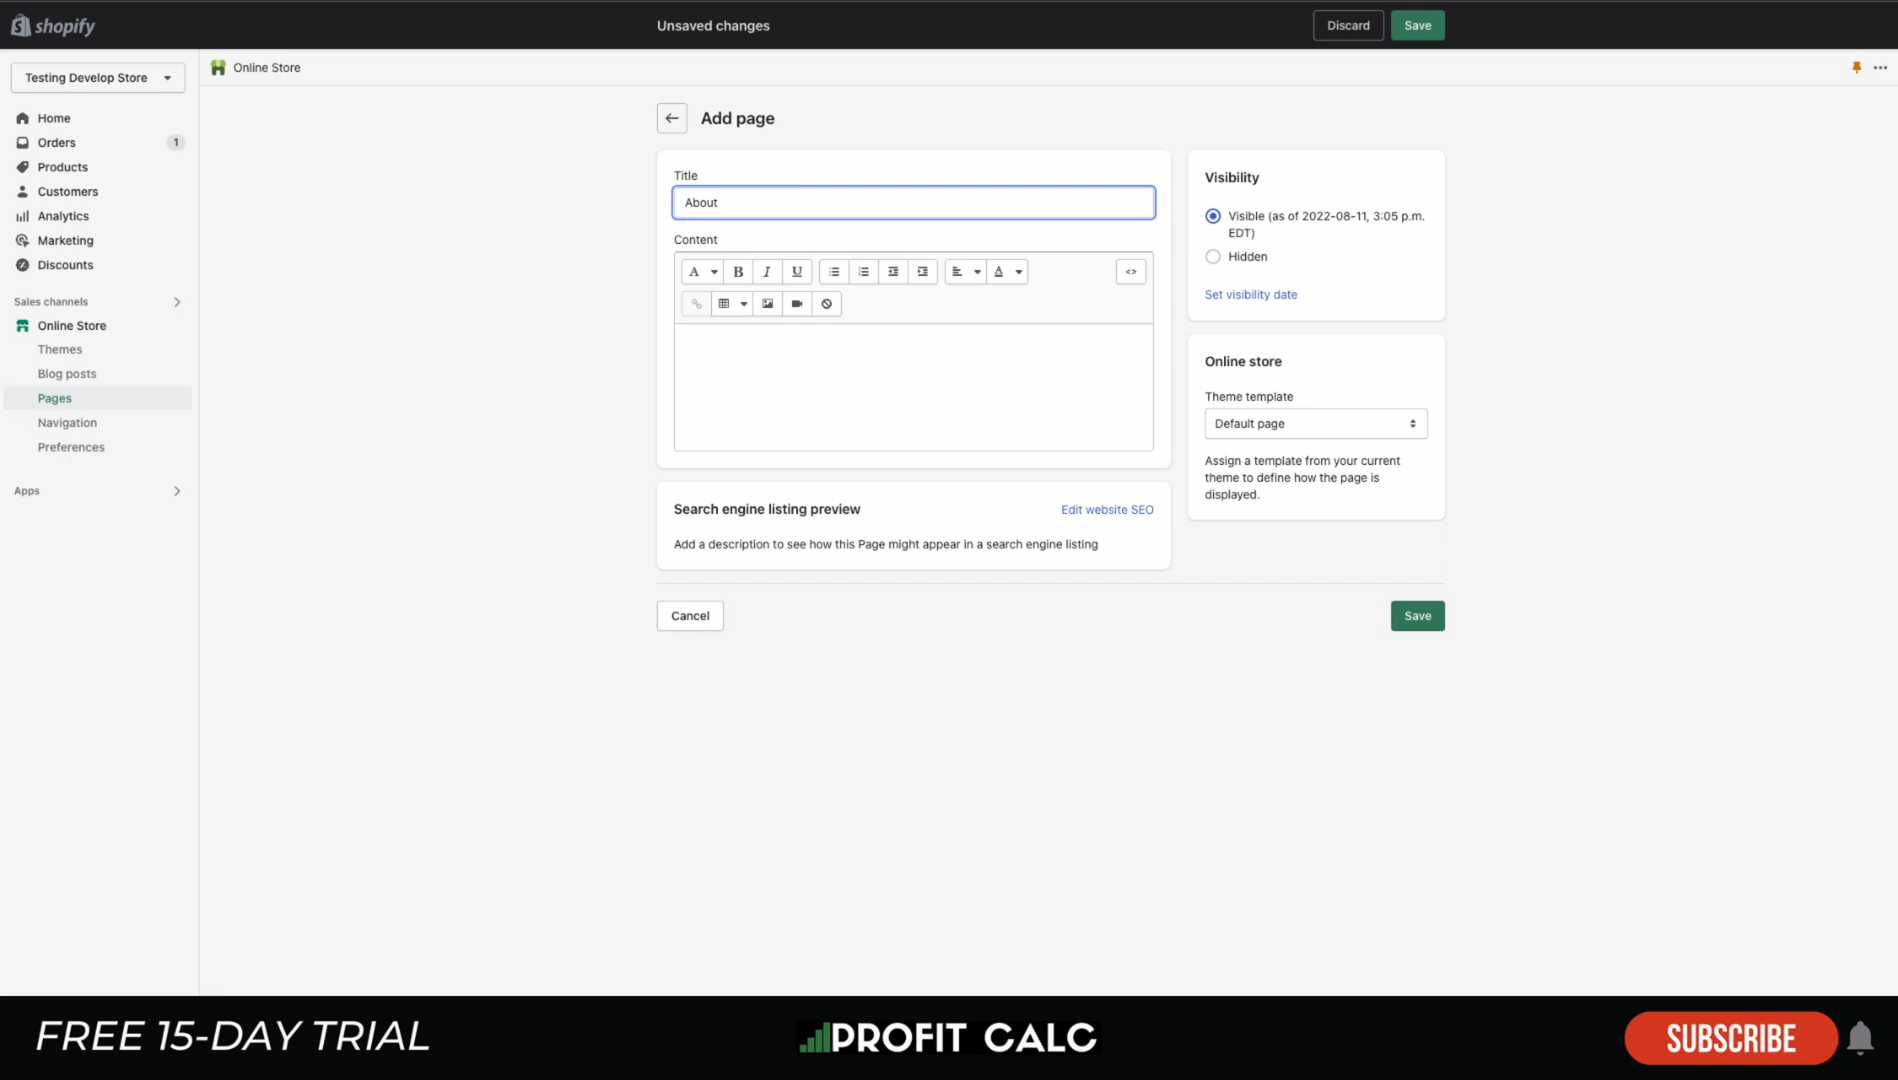 shopify
Unsaved changes
Discard
Save
Testing Develop Store
Online Store
Home
Orders
1
Products
Customers
Analytics
Marketing
Discounts
Sales channels
Online Store
Themes
Blog posts
Pages
Navigation
Preferences
Apps
Add page
Title
About
Content
A
B
I
U
A
<>
Visibility
Visible (as of 2022-08-11, 3:05 p.m.
EDT)
Hidden
Set visibility date
Online store
Theme template
Default page
Assign a template from your current
theme to define how the page is
displayed.
Search engine listing preview
Edit website SEO
Add a description to see how this Page might appear in a search engine listing
Cancel
Save
FREE 15-DAY TRIAL
PROFIT CALC
SUBSCRIBE